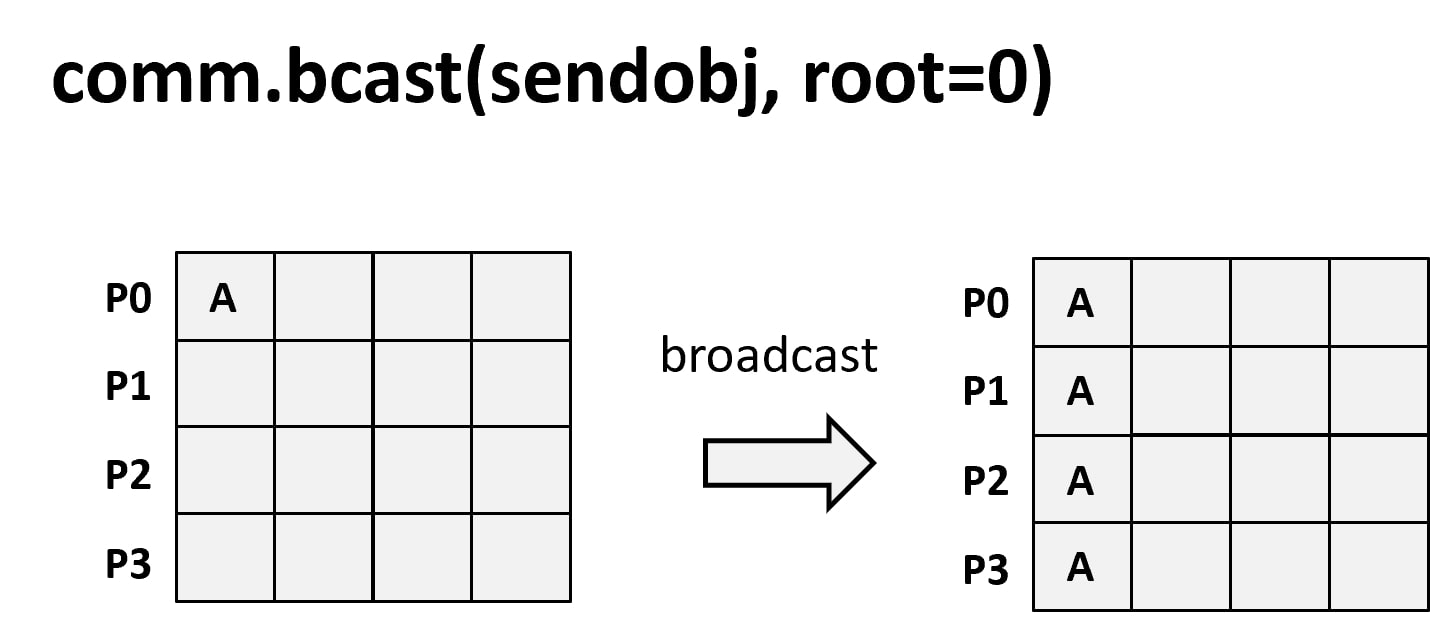 comm.bcast(sendobj, root=0)
P0 A
P1
P2
P3
broadcast
P0 A
P1 A
P2 A
P3 A